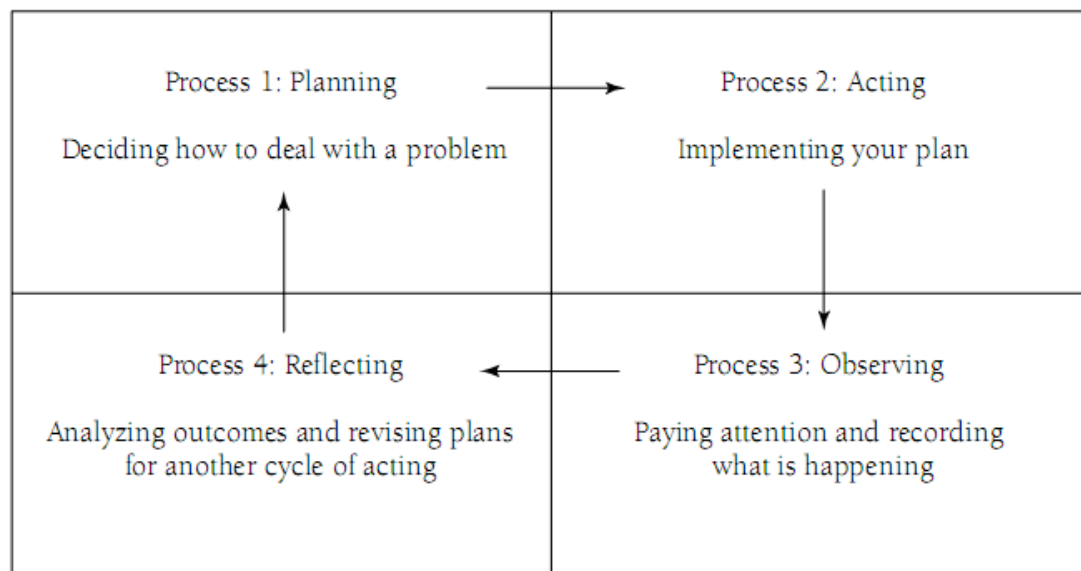 Process 1: Planning
Deciding how to deal with a problem
Process 2: Acting
Implementing your plan
Process 4: Reflecting
Analyzing outcomes and revising plans
for another cycle of acting
Process 3: Observing
Paying attention and recording
what is happening